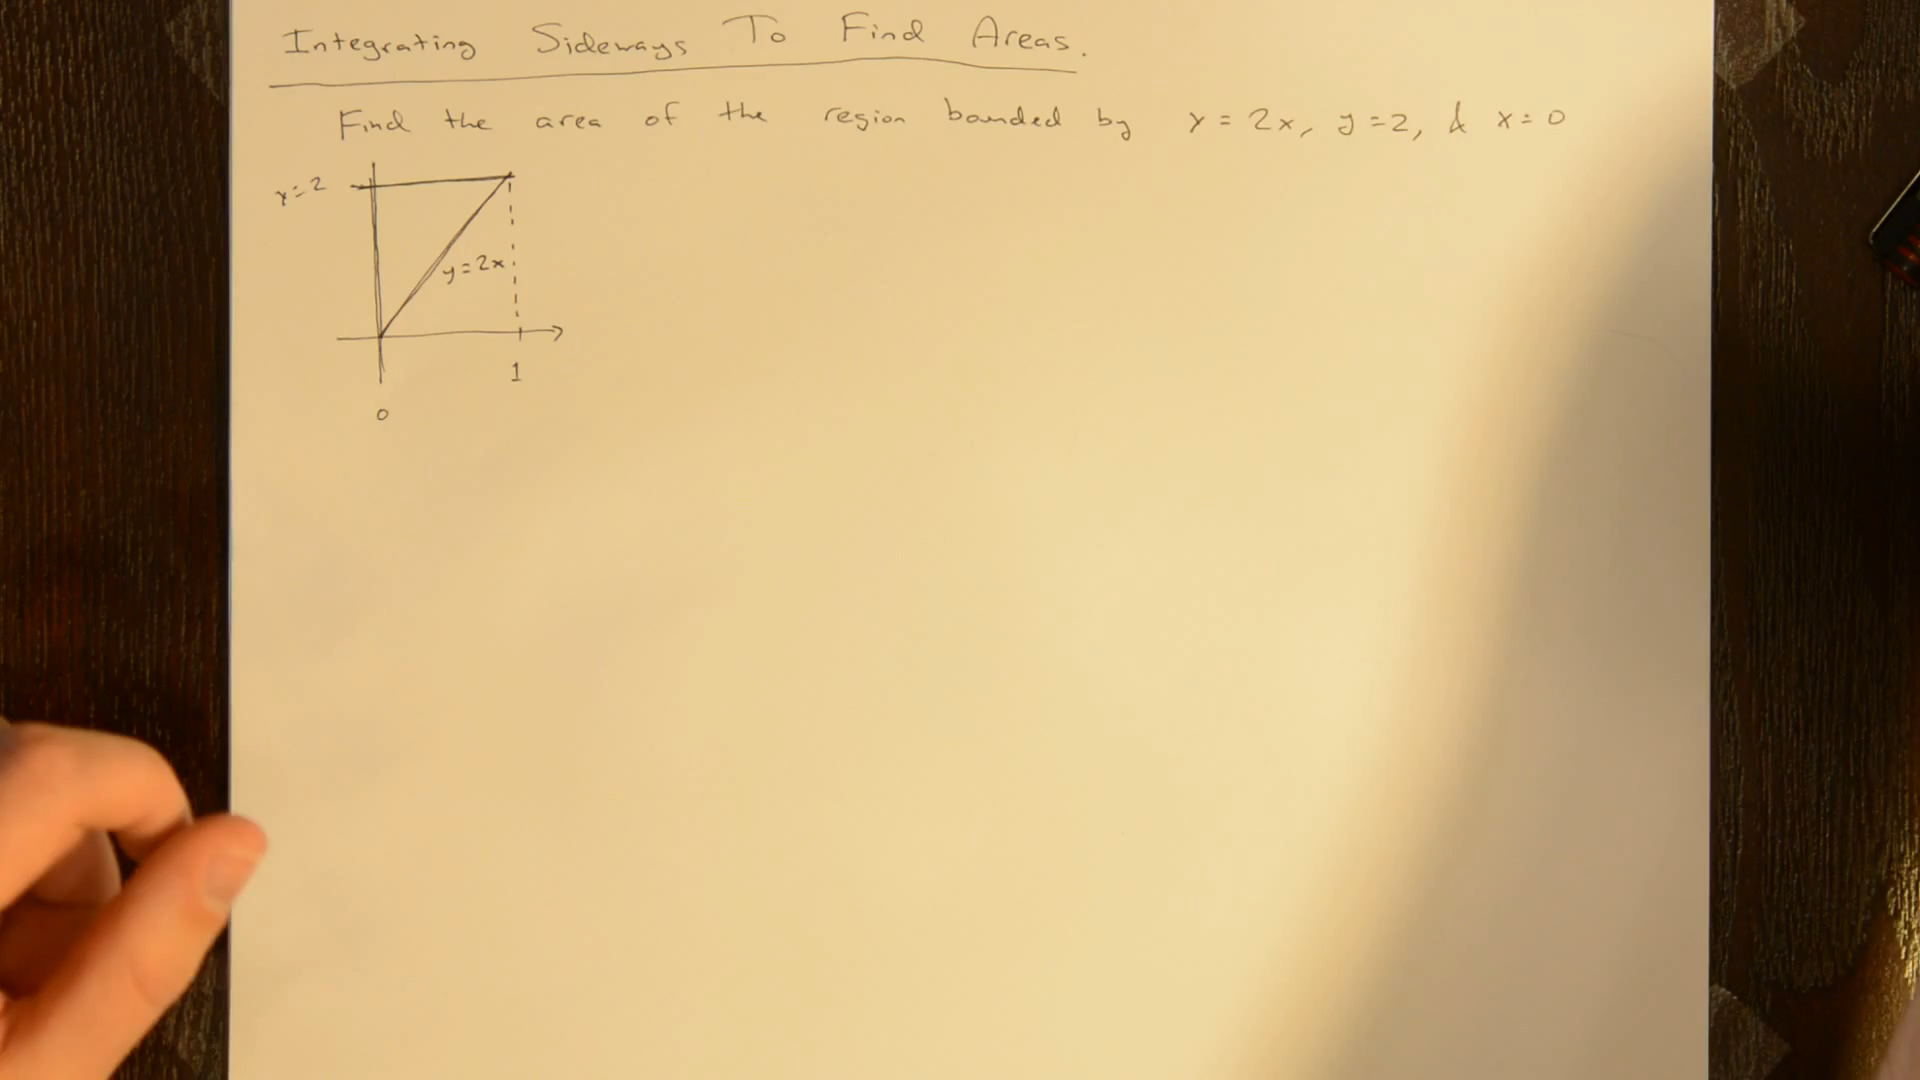 Integrating Sideways To Find Areas.
Find the area of the region bounded by y = 2x, y = 2, & x = 0
y = 2
y = 2x
1
0